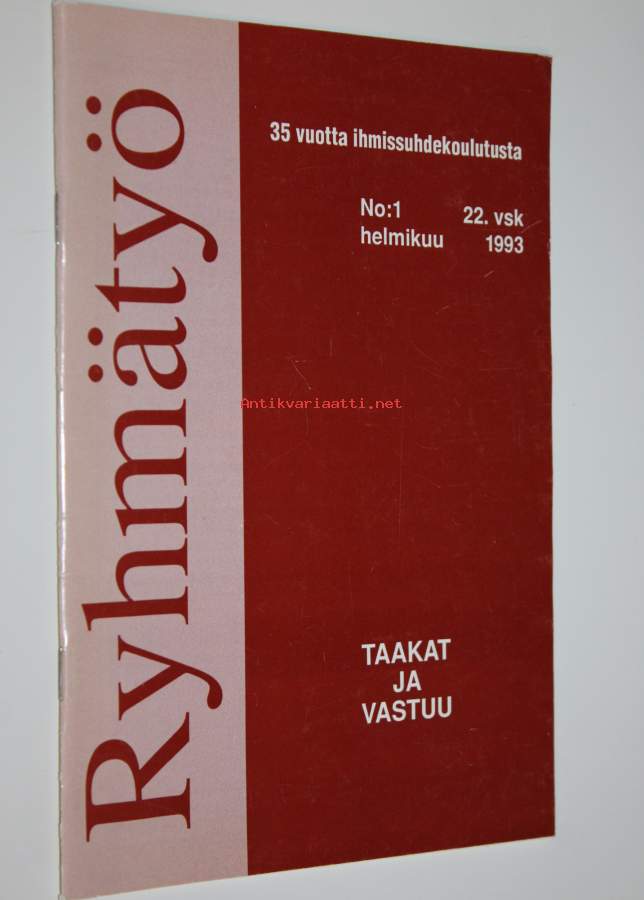 Ryhmätyö
35 vuotta ihmissuhdekoulutusta
No:1 22. vsk
helmikuu 1993
Antikvariaatti.net
TAAKAT
JA
VASTUU